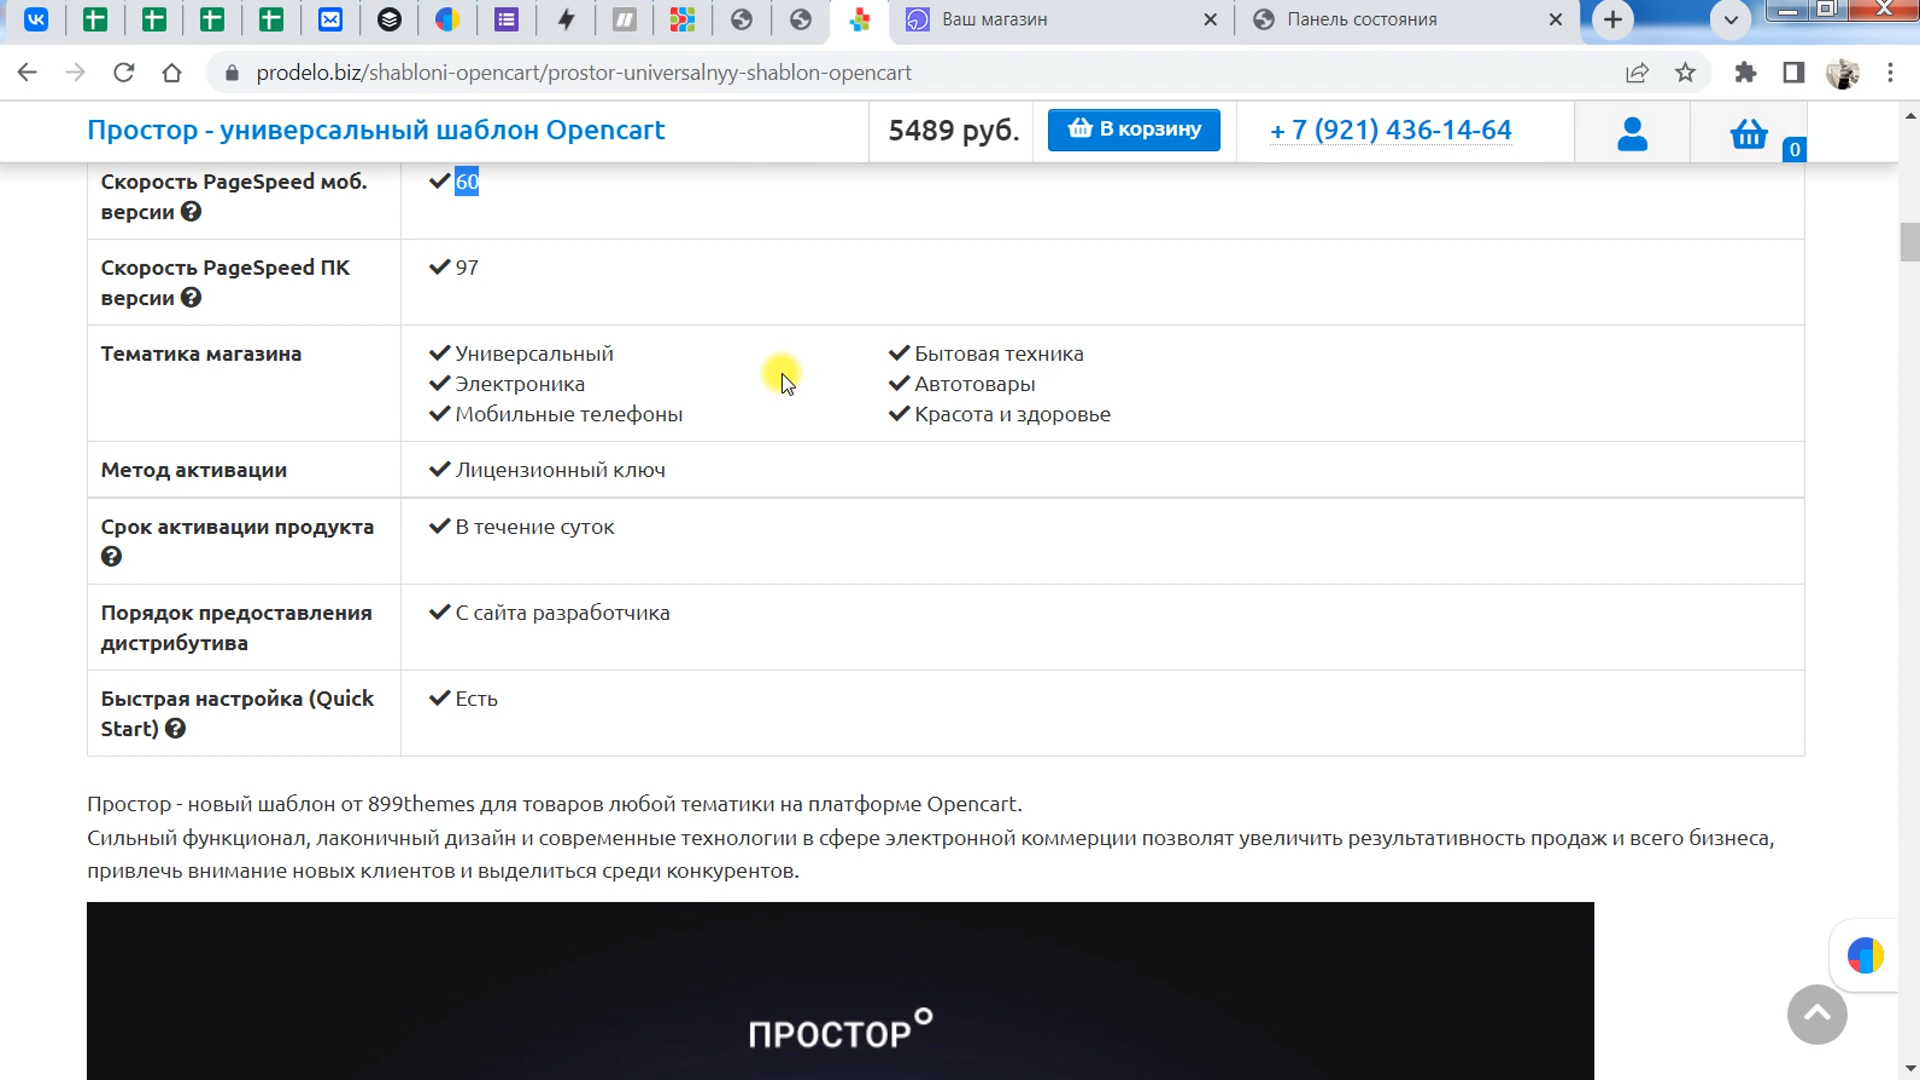 Ваш магазин
Панель состояния
prodelo.biz/shabloni-opencart/prostor-universalnyy-shablon-opencart
Простор - универсальный шаблон Opencart
5489 руб.
В корзину
+ 7 (921) 436-14-64
0
Скорость PageSpeed моб.
версии
60
Скорость PageSpeed ПК
версии
97
Тематика магазина
Универсальный
Бытовая техника
Электроника
Автотовары
Мобильные телефоны
Красота и здоровье
Метод активации
Лицензионный ключ
Срок активации продукта
В течение суток
Порядок предоставления
дистрибутива
С сайта разработчика
Быстрая настройка (Quick
Start)
Есть
Простор - новый шаблон от 899themes для товаров любой тематики на платформе Opencart.
Сильный функционал, лаконичный дизайн и современные технологии в сфере электронной коммерции позволят увеличить результативность продаж и всего бизнеса,
привлечь внимание новых клиентов и выделиться среди конкурентов.
ПРОСТОР